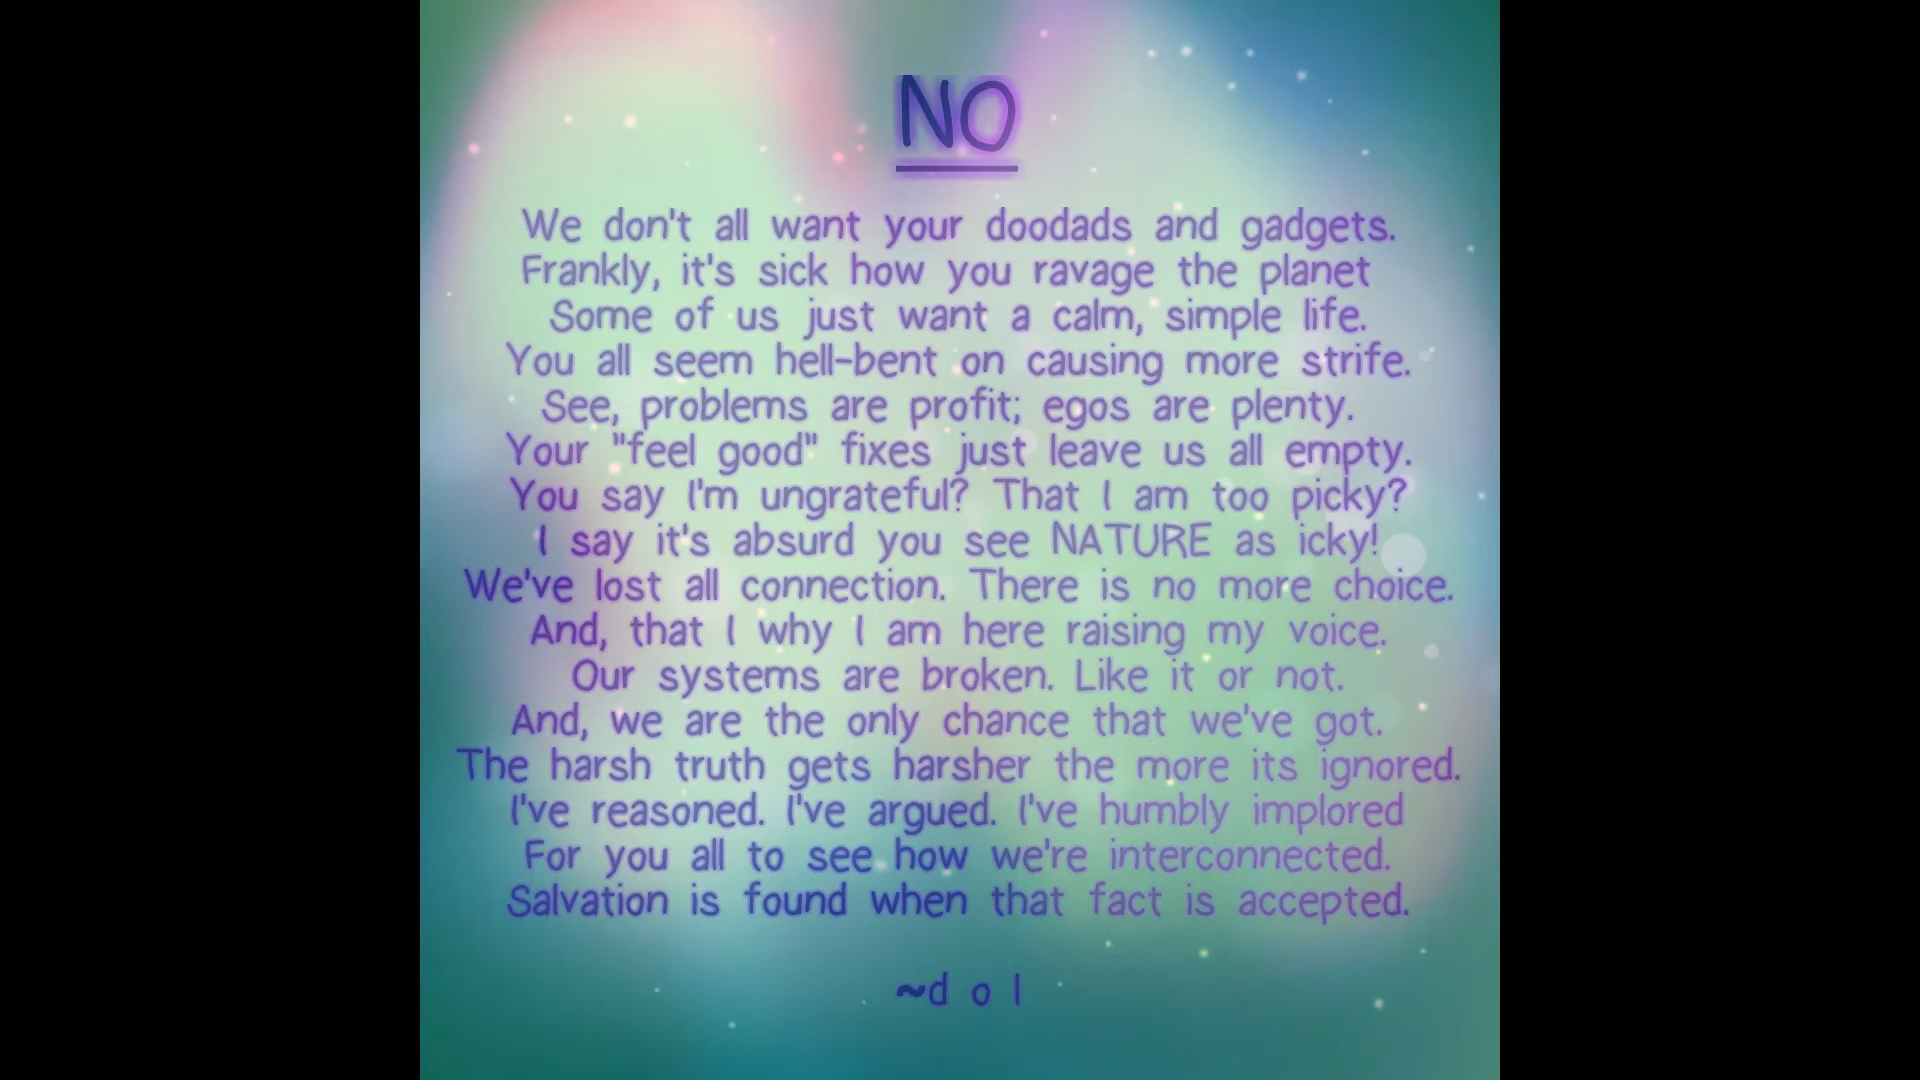 NO
We don't all want your doodads and gadgets.
Frankly, it's sick how you ravage the planet
Some of us just want a calm, simple life.
You all seem hell-bent on causing more strife.
See, problems are profit; egos are plenty.
Your "feel good" fixes just leave us all empty.
You say I'm ungrateful? That I am too picky?
I say it's absurd you see NATURE as icky!
We've lost all connection. There is no more choice.
And, that I why I am here raising my voice.
Our systems are broken. Like it or not.
And, we are the only chance that we've got.
The harsh truth gets harsher the more its ignored.
I've reasoned. I've argued. I've humbly implored
For you all to see how we're interconnected.
Salvation is found when that fact is accepted.
~d o l